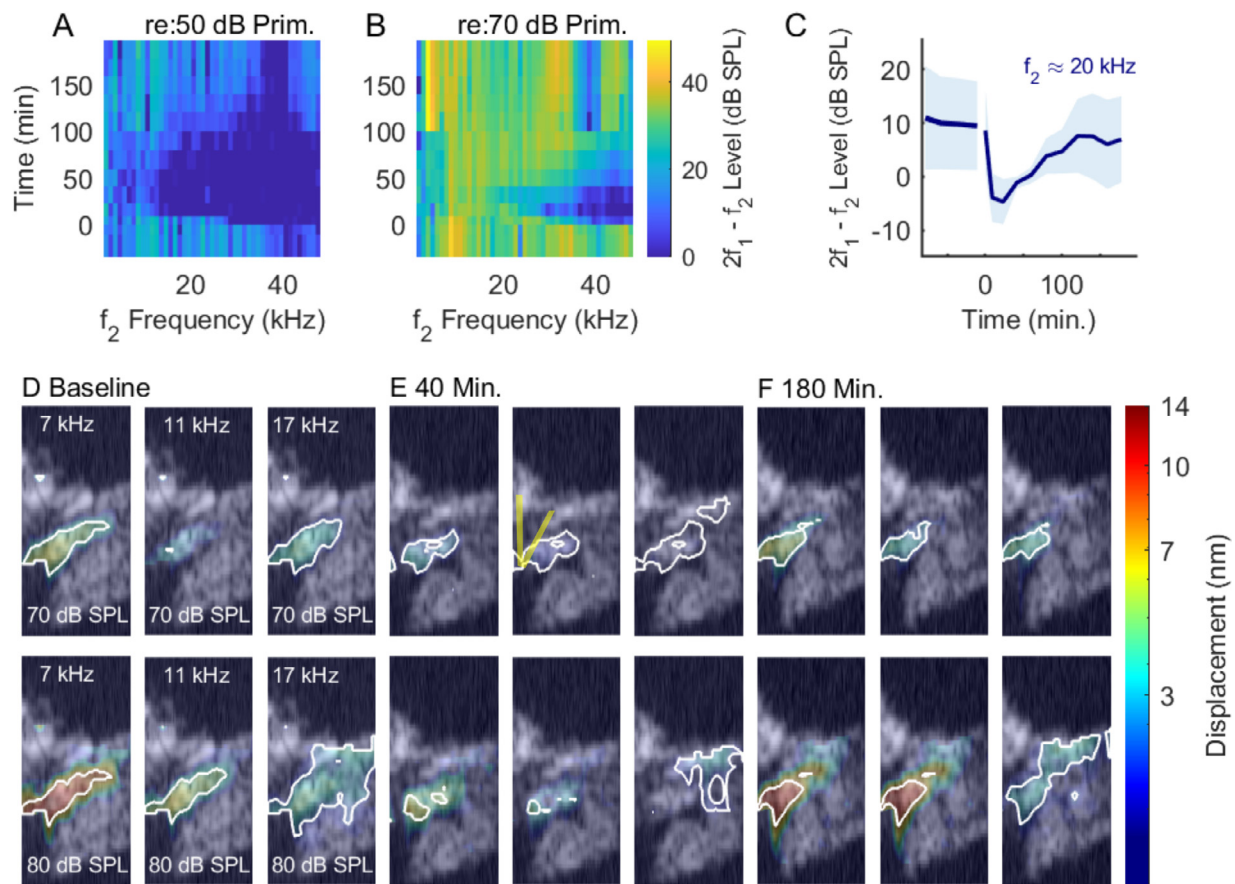 A re:50 dB Prim.
B re:70 dB Prim.
C
Time (min)
150
100
50
0
20 40
f2 Frequency (kHz)
150
100
50
0
20 40
f2 Frequency (kHz)
40
20
0
2f1 - f2 Level (dB SPL)
2f1 - f2 Level (dB SPL)
20
10
0
-10
f2 ≈ 20 kHz
0 100
Time (min.)
D Baseline
E 40 Min.
F 180 Min.
7 kHz 11 kHz 17 kHz
70 dB SPL 70 dB SPL 70 dB SPL
7 kHz 11 kHz 17 kHz
80 dB SPL 80 dB SPL 80 dB SPL
14
10
7
3
Displacement (nm)